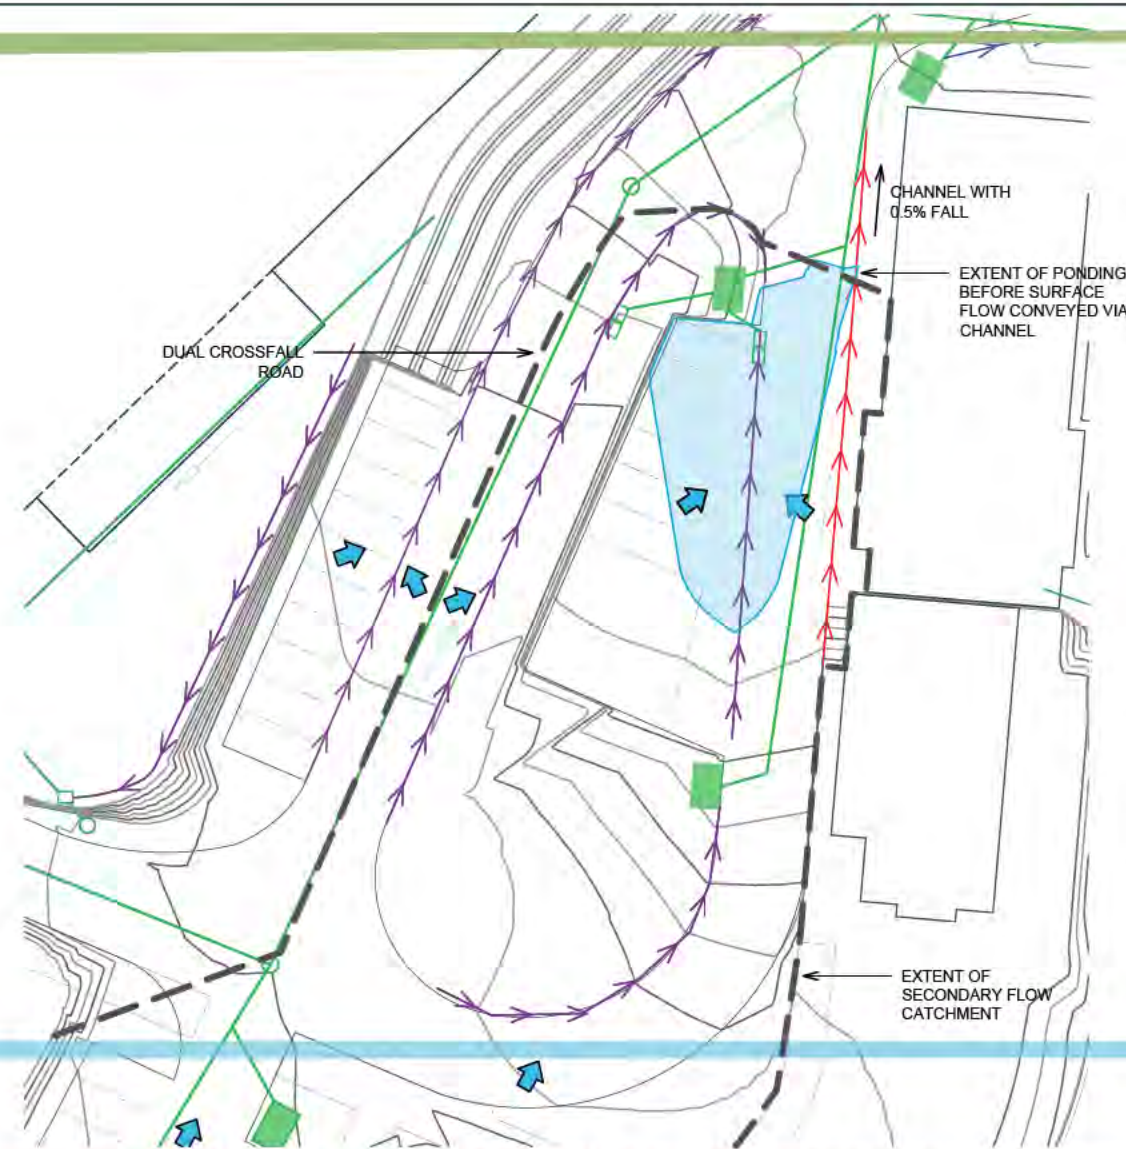 CHANNEL WITH
0.5% FALL
EXTENT OF PONDING
BEFORE SURFACE
FLOW CONVEYED VIA
CHANNEL
DUAL CROSSFALL
ROAD
EXTENT OF
SECONDARY FLOW
CATCHMENT